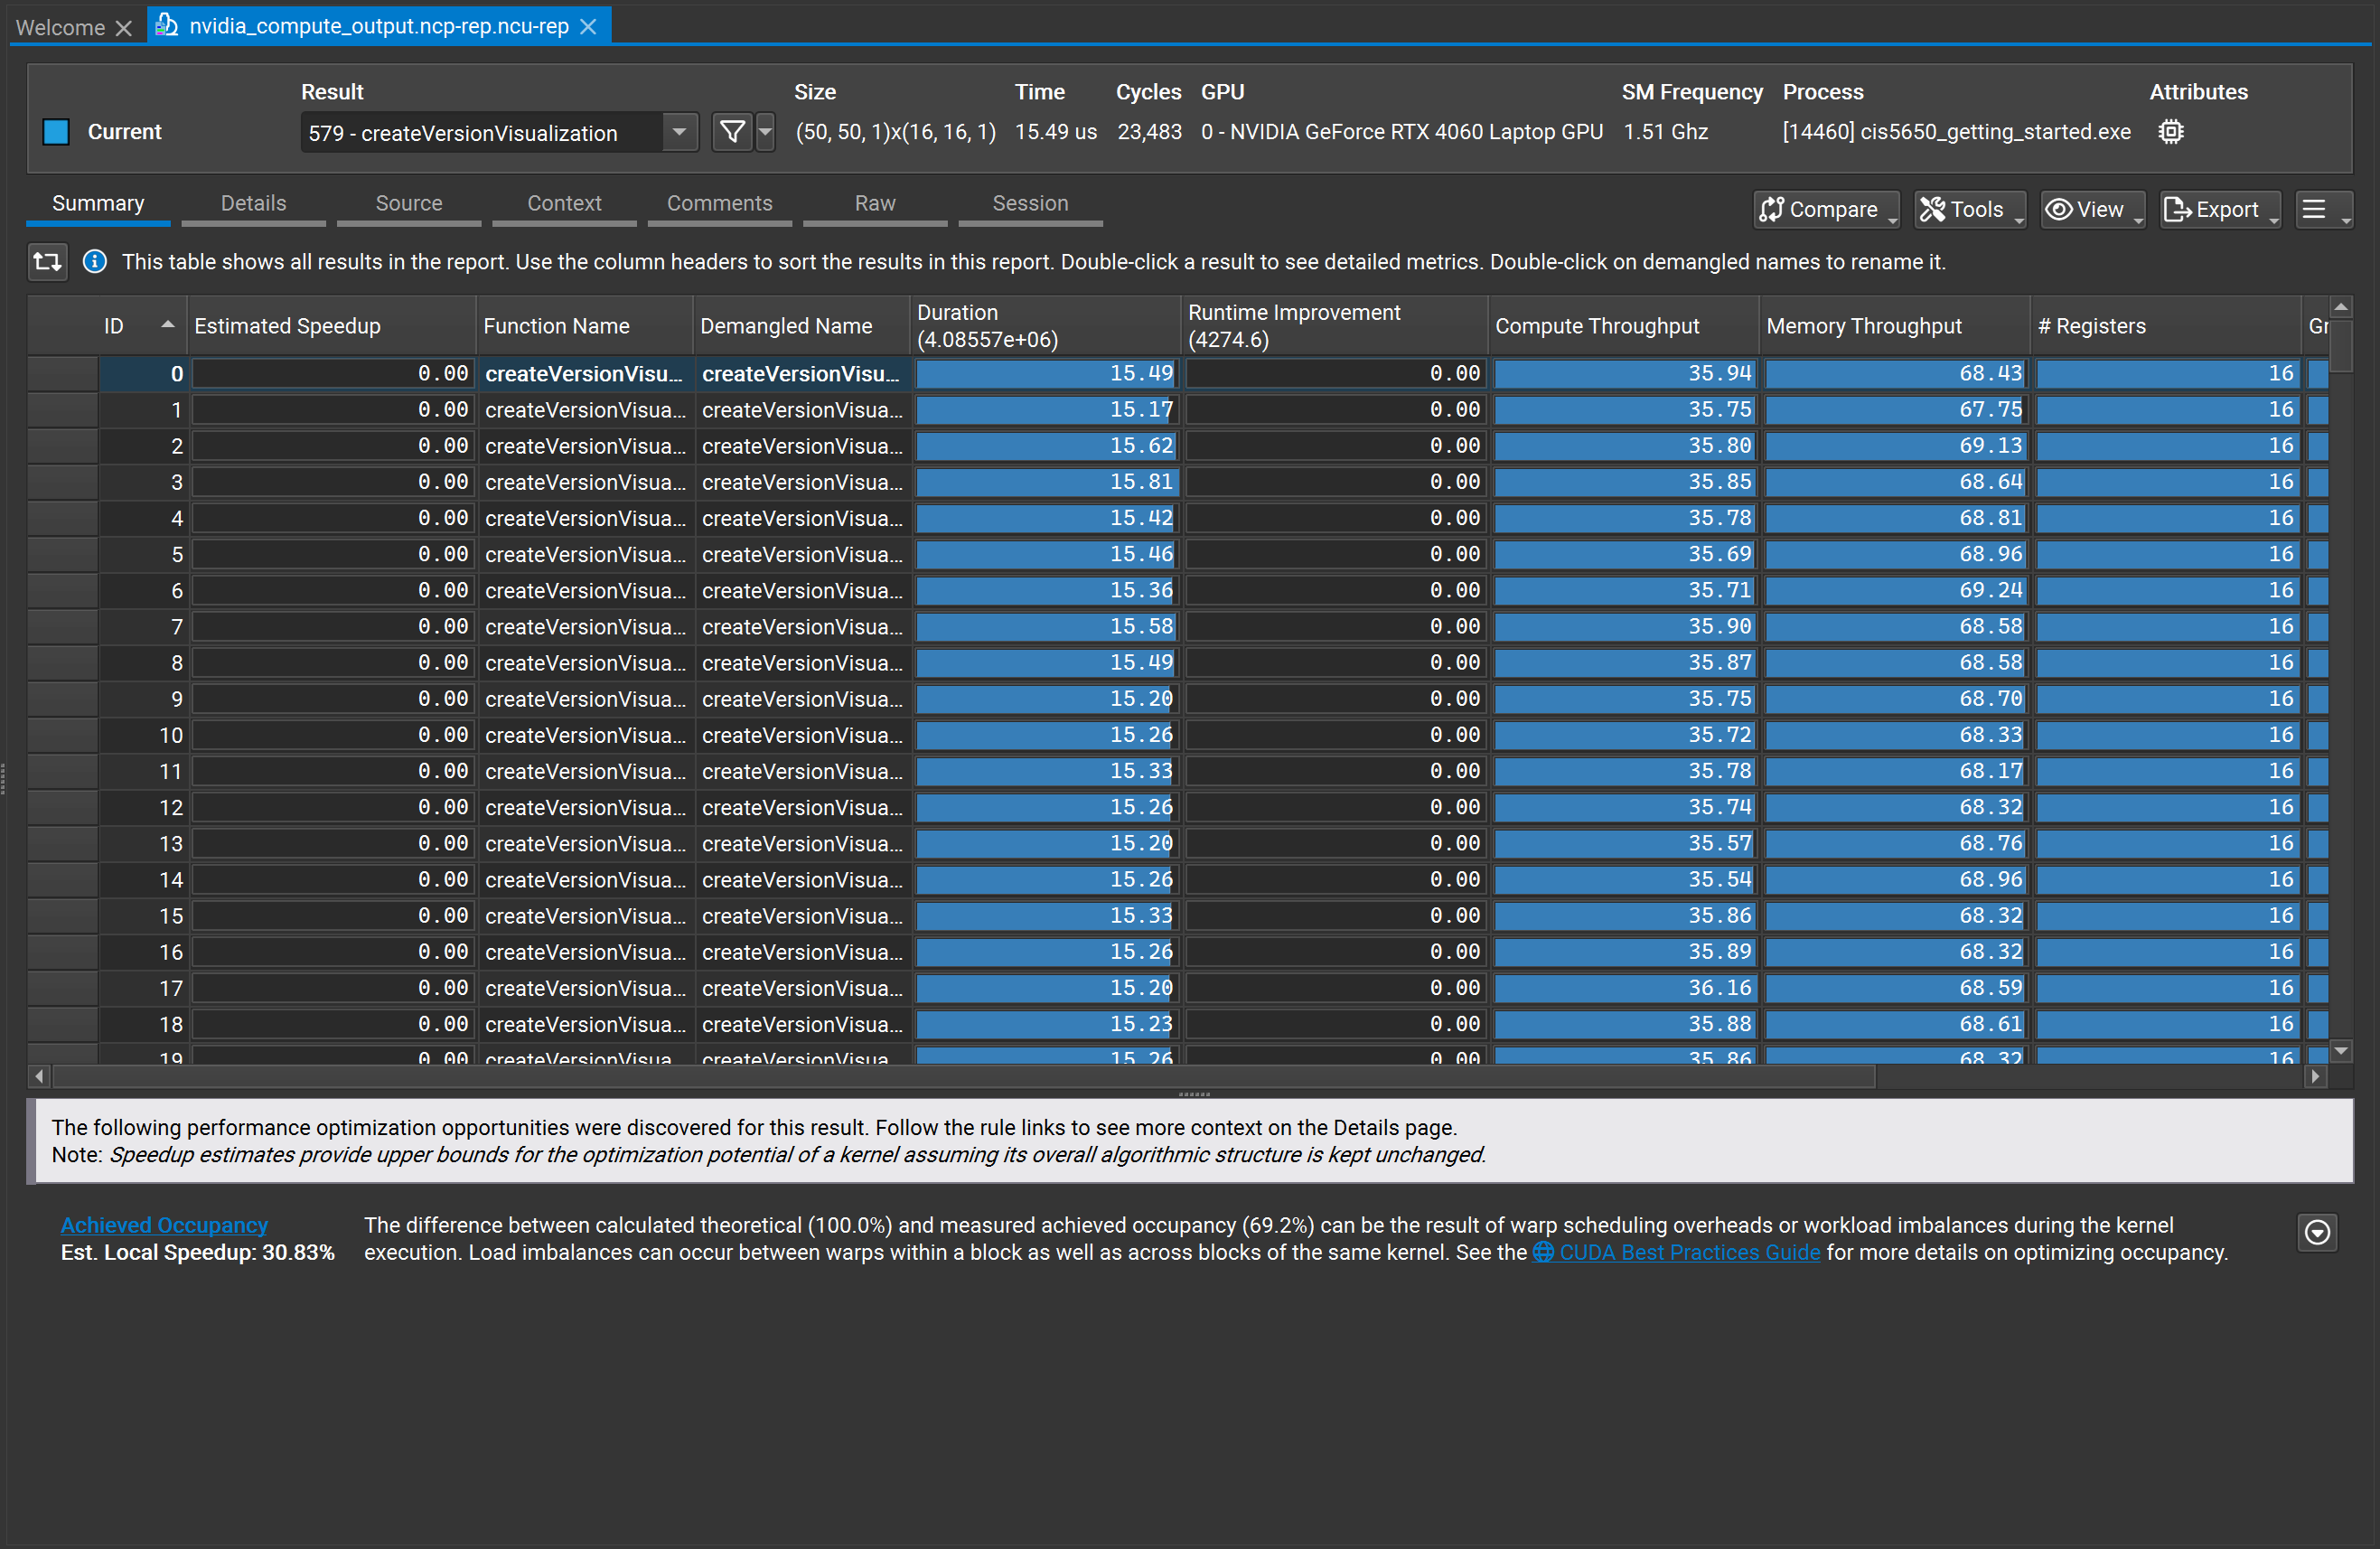 Welcome
nvidia_compute_output.ncp-rep.ncu-rep
Result Size Time Cycles GPU SM Frequency Process Attributes
Current 579 - createVersionVisualization (50, 50, 1)x(16, 16, 1) 15.49 us 23,483 0 - NVIDIA GeForce RTX 4060 Laptop GPU 1.51 Ghz [14460] cis5650_getting_started.exe
Summary Details Source Context Comments Raw Session Compare Tools View Export
This table shows all results in the report. Use the column headers to sort the results in this report. Double-click a result to see detailed metrics. Double-click on demangled names to rename it.
ID Estimated Speedup Function Name Demangled Name Duration (4.08557e+06) Runtime Improvement (4274.6) Compute Throughput Memory Throughput # Registers Gr
0 0.00 createVersionVisu... createVersionVisu... 15.49 0.00 35.94 68.43 16
1 0.00 createVersionVisua... createVersionVisua... 15.17 0.00 35.75 67.75 16
2 0.00 createVersionVisua... createVersionVisua... 15.62 0.00 35.80 69.13 16
3 0.00 createVersionVisua... createVersionVisua... 15.81 0.00 35.85 68.64 16
4 0.00 createVersionVisua... createVersionVisua... 15.42 0.00 35.78 68.81 16
5 0.00 createVersionVisua... createVersionVisua... 15.46 0.00 35.69 68.96 16
6 0.00 createVersionVisua... createVersionVisua... 15.36 0.00 35.71 69.24 16
7 0.00 createVersionVisua... createVersionVisua... 15.58 0.00 35.90 68.58 16
8 0.00 createVersionVisua... createVersionVisua... 15.49 0.00 35.87 68.58 16
9 0.00 createVersionVisua... createVersionVisua... 15.20 0.00 35.75 68.70 16
10 0.00 createVersionVisua... createVersionVisua... 15.26 0.00 35.72 68.33 16
11 0.00 createVersionVisua... createVersionVisua... 15.33 0.00 35.78 68.17 16
12 0.00 createVersionVisua... createVersionVisua... 15.26 0.00 35.74 68.32 16
13 0.00 createVersionVisua... createVersionVisua... 15.20 0.00 35.57 68.76 16
14 0.00 createVersionVisua... createVersionVisua... 15.26 0.00 35.54 68.96 16
15 0.00 createVersionVisua... createVersionVisua... 15.33 0.00 35.86 68.32 16
16 0.00 createVersionVisua... createVersionVisua... 15.26 0.00 35.89 68.32 16
17 0.00 createVersionVisua... createVersionVisua... 15.20 0.00 36.16 68.59 16
18 0.00 createVersionVisua... createVersionVisua... 15.23 0.00 35.88 68.61 16
19 0.00 createVersionVisua... createVersionVisua... 15.26 0.00 35.86 68.32 16
The following performance optimization opportunities were discovered for this result. Follow the rule links to see more context on the Details page.
Note: Speedup estimates provide upper bounds for the optimization potential of a kernel assuming its overall algorithmic structure is kept unchanged.
Achieved Occupancy
Est. Local Speedup: 30.83%
The difference between calculated theoretical (100.0%) and measured achieved occupancy (69.2%) can be the result of warp scheduling overheads or workload imbalances during the kernel
execution. Load imbalances can occur between warps within a block as well as across blocks of the same kernel. See the CUDA Best Practices Guide for more details on optimizing occupancy.